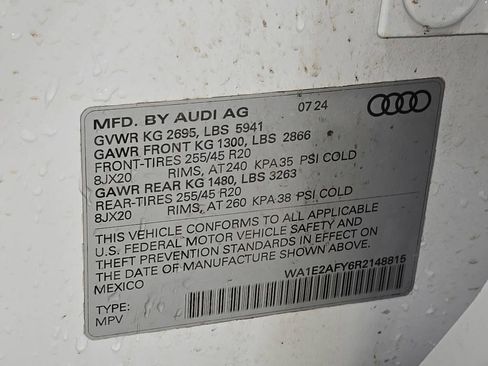 MFD. BY AUDI AG 07 24
GVWR KG 2695, LBS 5941
GAWR FRONT KG 1300, LBS 2866
FRONT-TIRES 255/45 R20
8JX20 RIMS, AT 240 KPA 35 PSI COLD
GAWR REAR KG 1480, LBS 3263
REAR-TIRES 255/45 R20
8JX20 RIMS, AT 260 KPA 38 PSI COLD
THIS VEHICLE CONFORMS TO ALL APPLICABLE
U.S. FEDERAL MOTOR VEHICLE SAFETY AND
THEFT PREVENTION STANDARDS IN EFFECT ON
THE DATE OF MANUFACTURE SHOWN ABOVE.
MEXICO
WA1E2AFY6R2148815
TYPE:
MPV